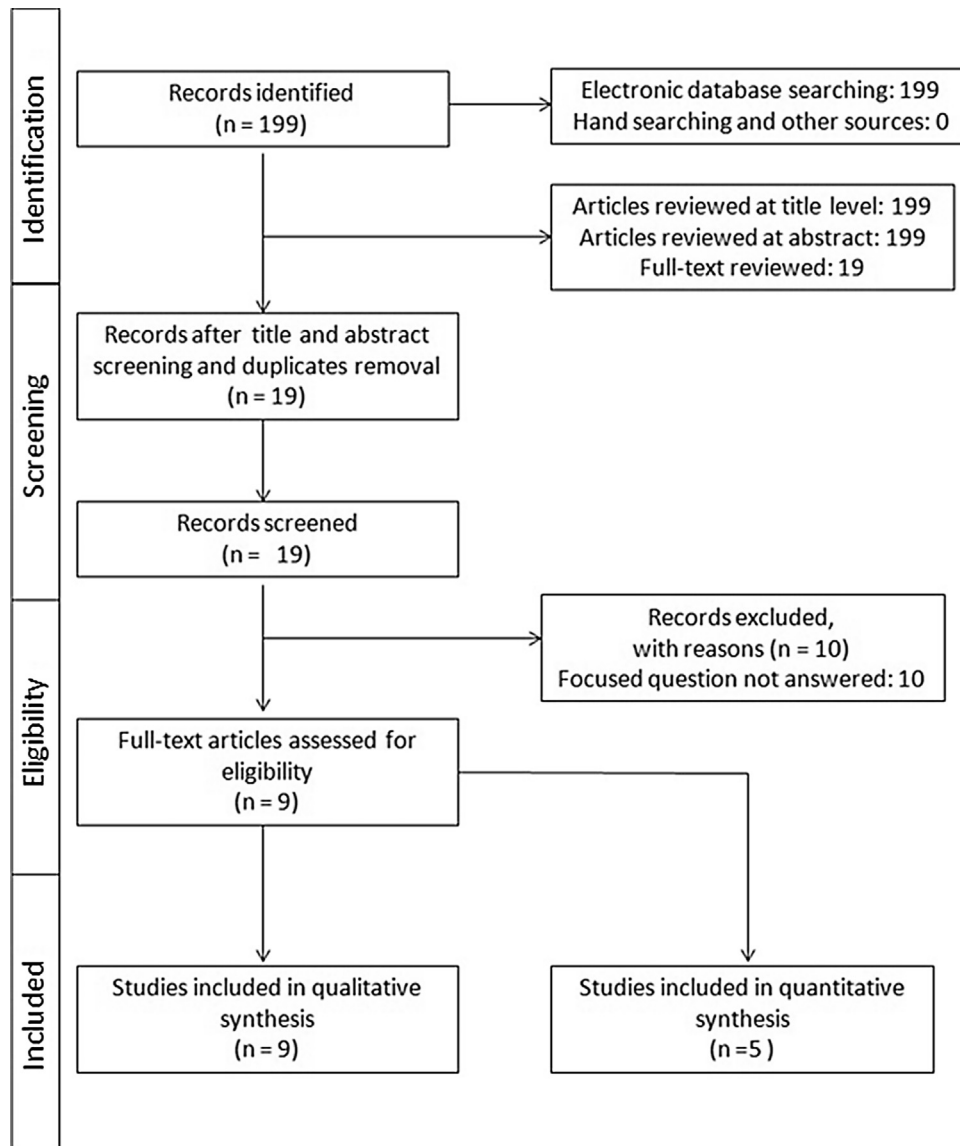 Identification
Records identified
(n = 199)
Electronic database searching: 199
Hand searching and other sources: 0
Articles reviewed at title level: 199
Articles reviewed at abstract: 199
Full-text reviewed: 19
Screening
Records after title and abstract
screening and duplicates removal
(n = 19)
Records screened
(n = 19)
Eligibility
Records excluded,
with reasons (n = 10)
Focused question not answered: 10
Full-text articles assessed for
eligibility
(n = 9)
Included
Studies included in qualitative
synthesis
(n = 9)
Studies included in quantitative
synthesis
(n =5 )